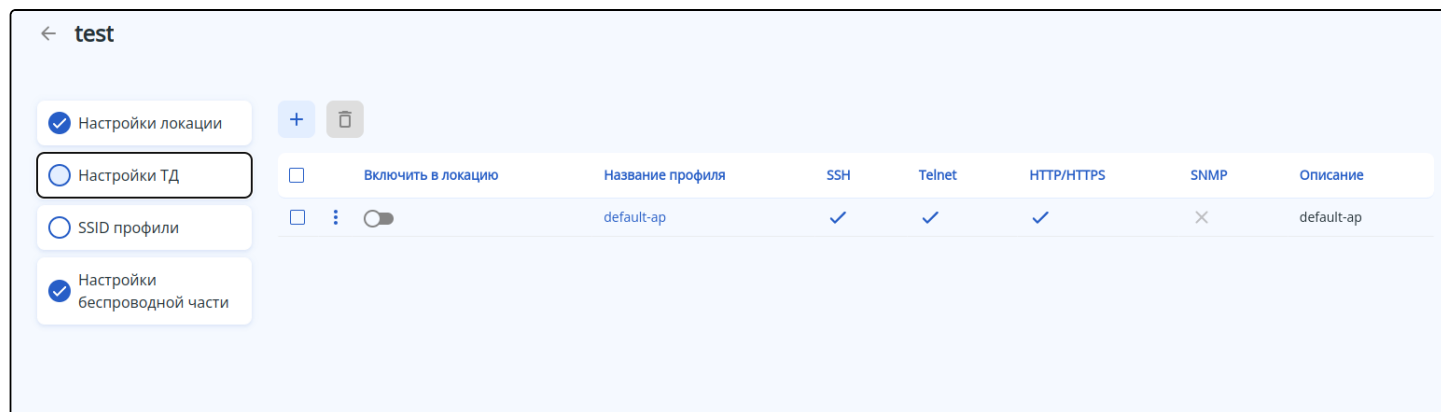 test
Настройки локации
Настройки ТД
SSID профили
Настройки
беспроводной части
Включить в локацию Название профиля SSH Telnet HTTP/HTTPS SNMP Описание
default-ap default-ap